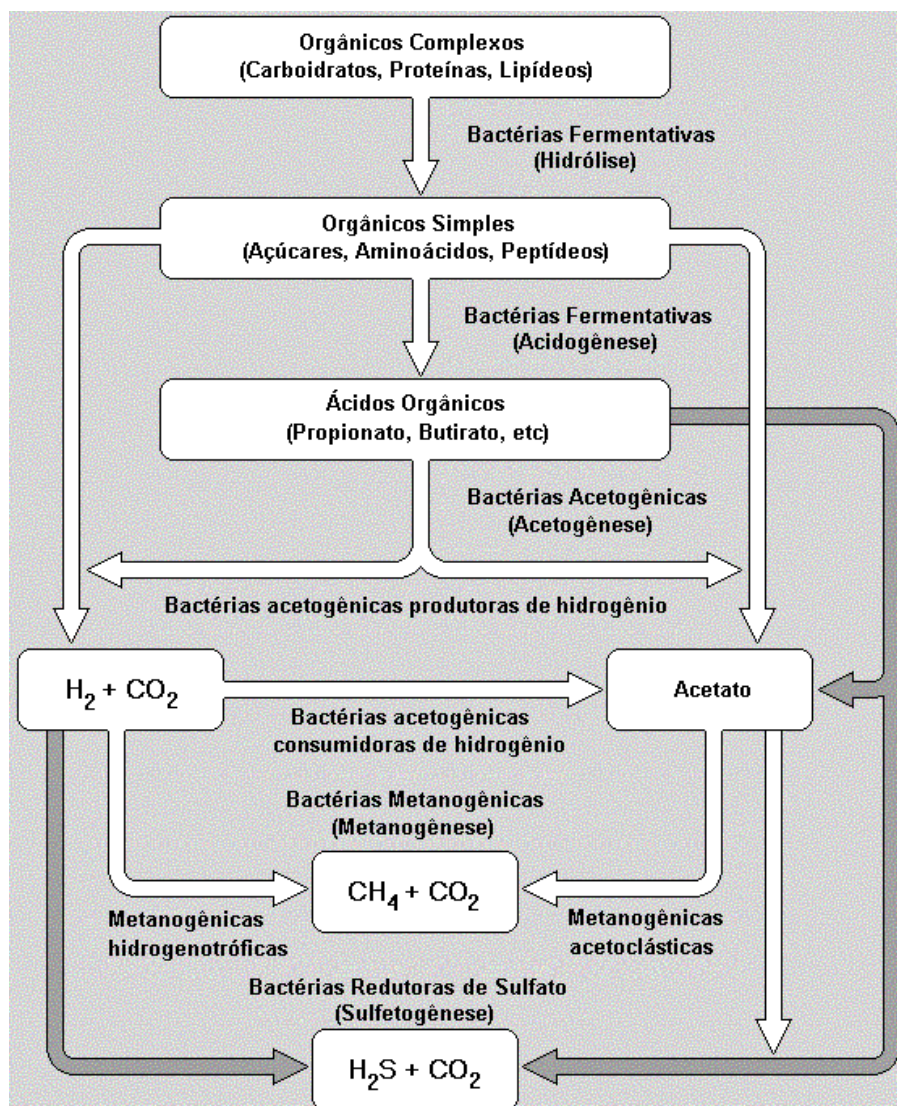 Orgânicos Complexos
(Carboidratos, Proteínas, Lipídeos)
Bactérias Fermentativas
(Hidrólise)
Orgânicos Simples
(Açúcares, Aminoácidos, Peptídeos)
Bactérias Fermentativas
(Acidogênese)
Ácidos Orgânicos
(Propionato, Butirato, etc)
Bactérias Acetogênicas
(Acetogênese)
Bactérias acetogênicas produtoras de hidrogênio
H₂ + CO₂
Acetato
Bactérias acetogênicas
consumidoras de hidrogênio
Bactérias Metanogênicas
(Metanogênese)
CH₄ + CO₂
Metanogênicas
hidrogenotróficas
Metanogênicas
acetoclásticas
Bactérias Redutoras de Sulfato
(Sulfetogênese)
H₂S + CO₂